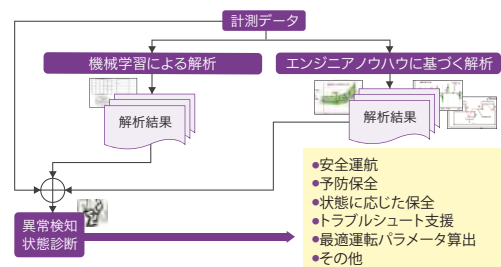 計測データ
機械学習による解析
エンジニアノウハウに基づく解析
解析結果
解析結果
異常検知
状態診断
●安全運航
●予防保全
●状態に応じた保全
●トラブルシュート支援
●最適運転パラメータ算出
●その他